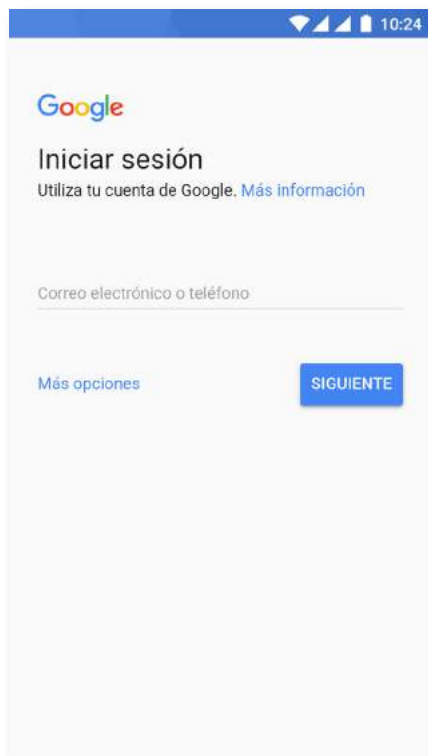 10:24
Google
Iniciar sesión
Utiliza tu cuenta de Google. Más información
Correo electrónico o teléfono
Más opciones
SIGUIENTE